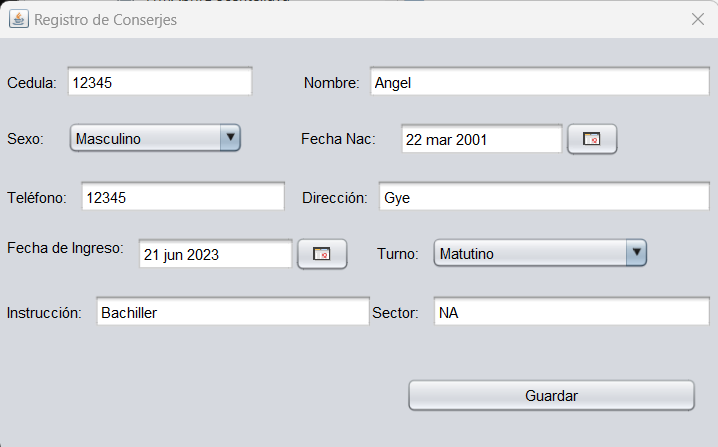 Registro de Conserjes
Cedula: 12345 Nombre: Angel
Sexo: Masculino Fecha Nac: 22 mar 2001
Teléfono: 12345 Dirección: Gye
Fecha de Ingreso: 21 jun 2023 Turno: Matutino
Instrucción: Bachiller Sector: NA
Guardar